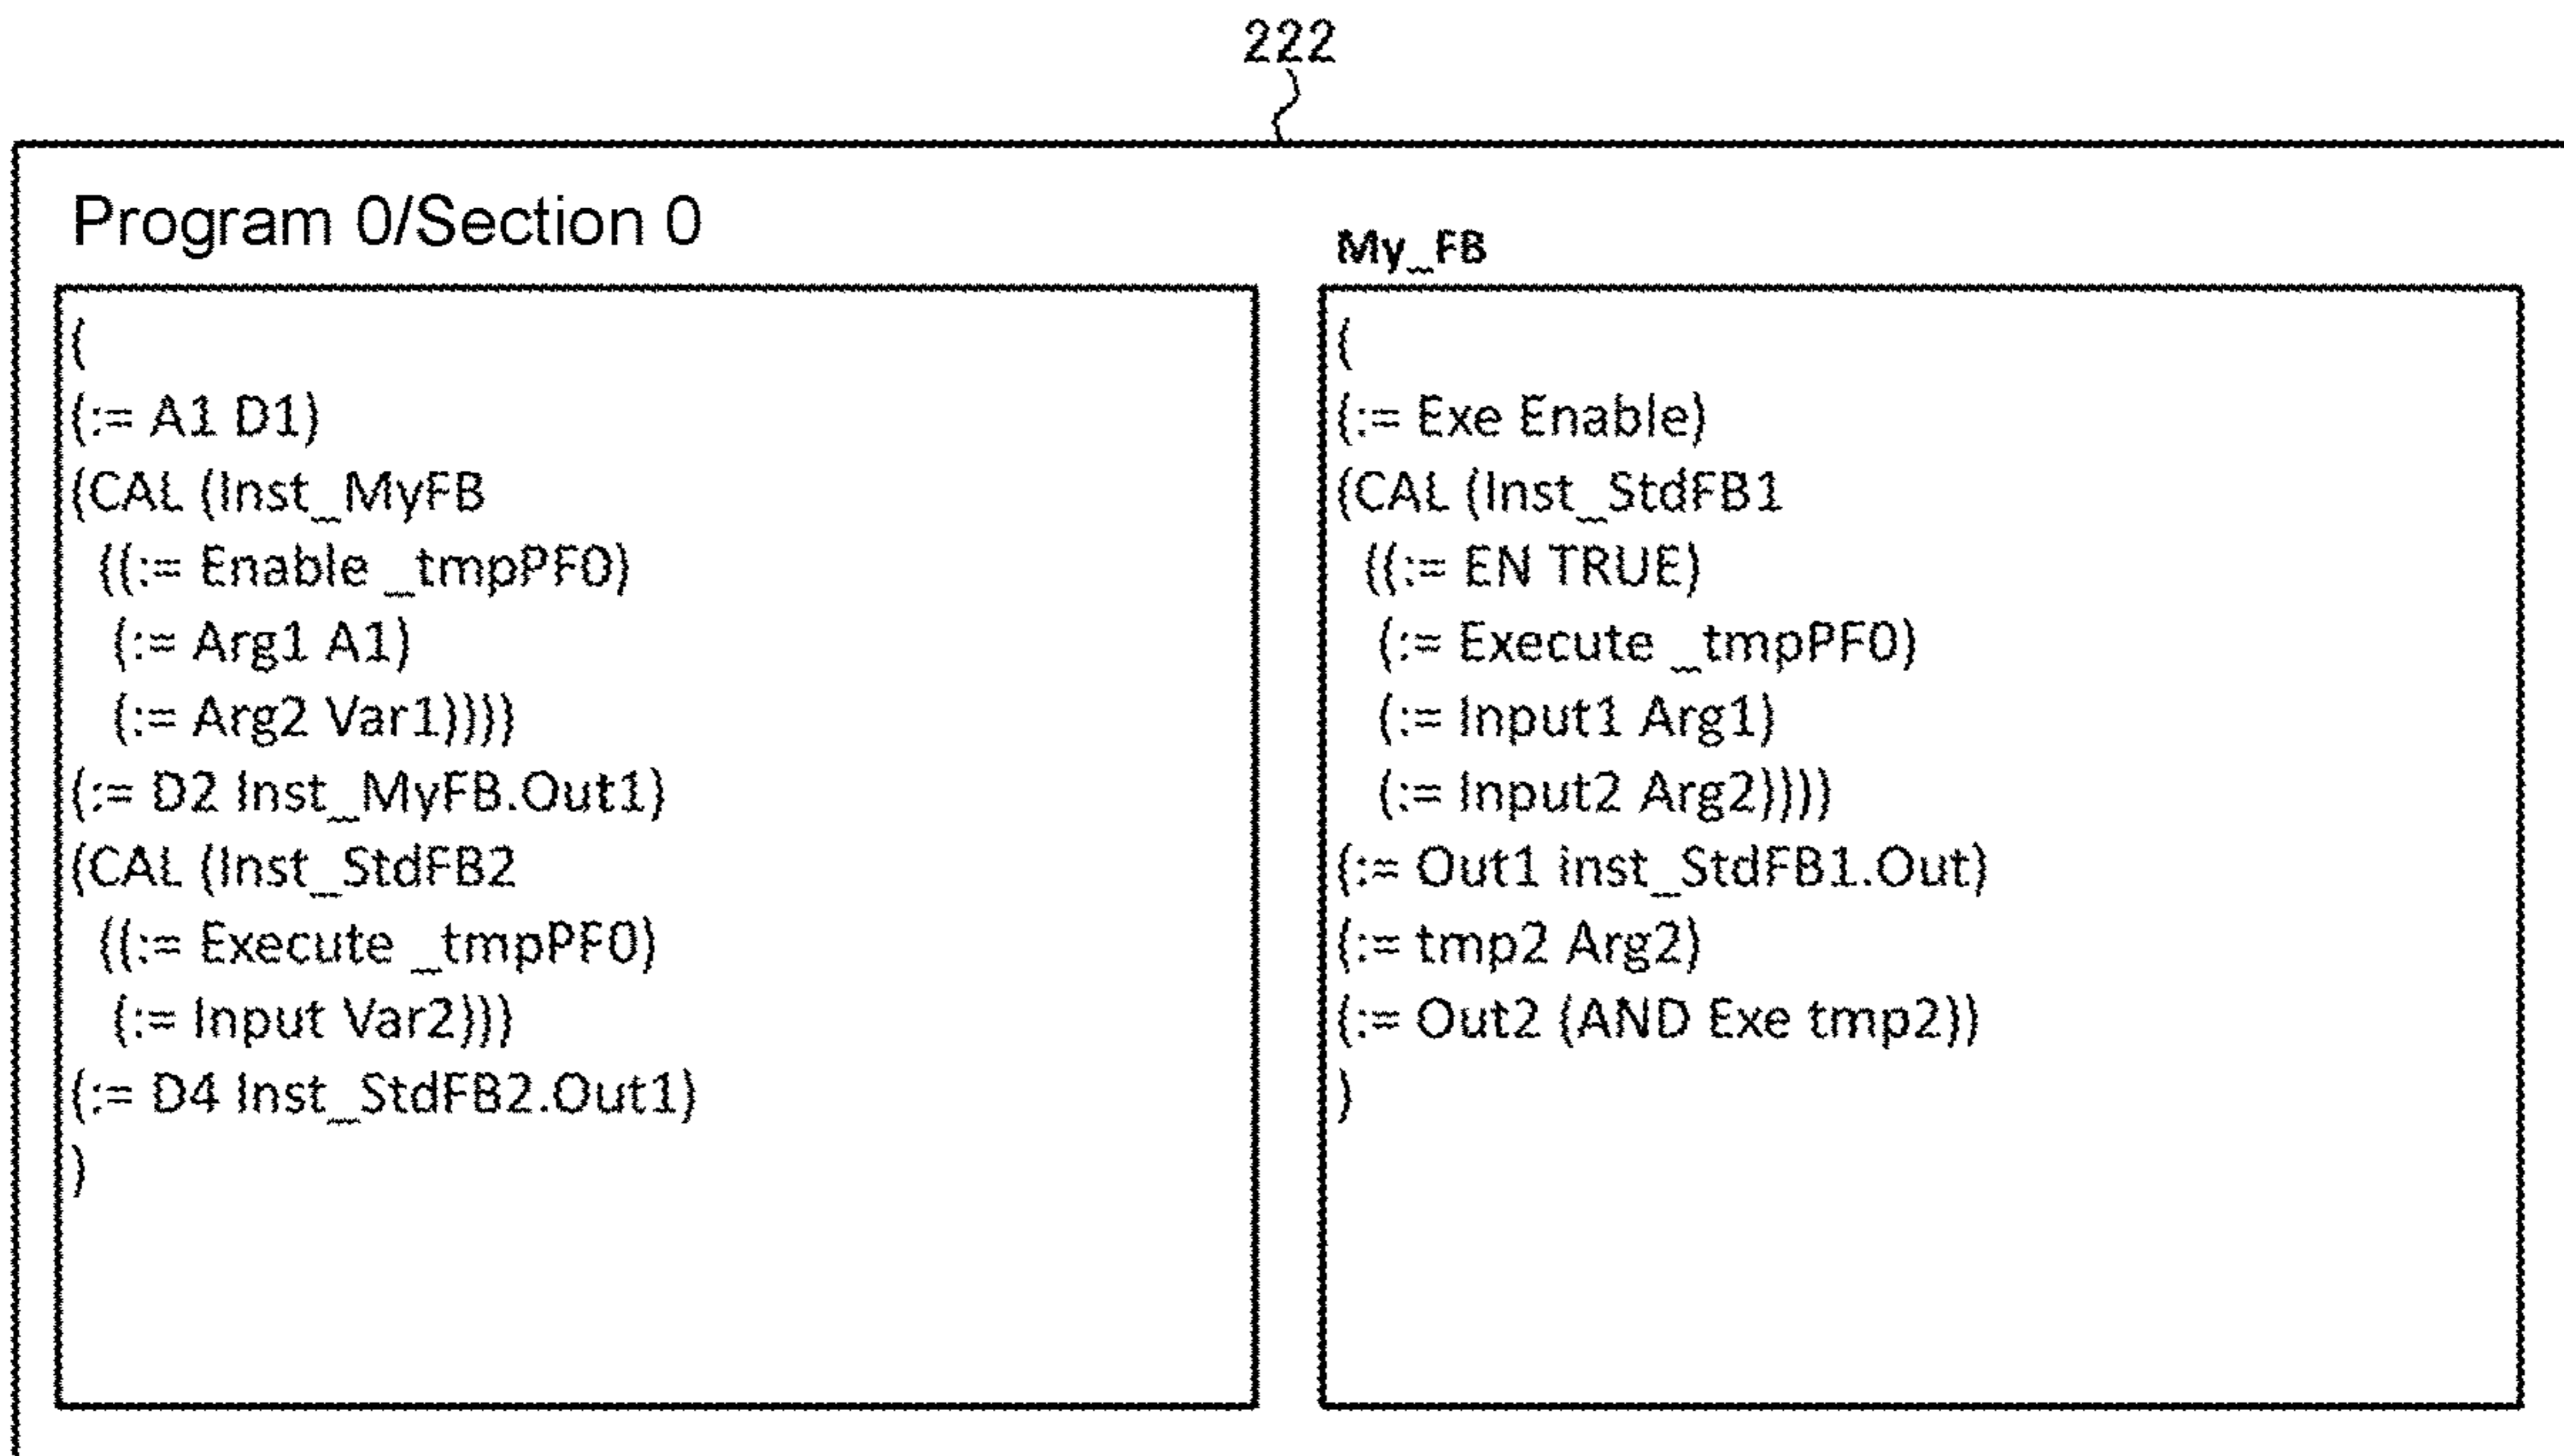 222
Program 0/Section 0
(
(:= A1 D1)
(CAL (Inst_MyFB
((:= Enable _tmpPF0)
(:= Arg1 A1)
(:= Arg2 Var1))))
(:= D2 Inst_MyFB.Out1)
(CAL (Inst_StdFB2
((:= Execute _tmpPF0)
(:= Input Var2)))
(:= D4 Inst_StdFB2.Out1)
)
My_FB
(
(:= Exe Enable)
(CAL (Inst_StdFB1
((:= EN TRUE)
(:= Execute _tmpPF0)
(:= Input1 Arg1)
(:= Input2 Arg2))))
(:= Out1 inst_StdFB1.Out)
(:= tmp2 Arg2)
(:= Out2 (AND Exe tmp2))
)